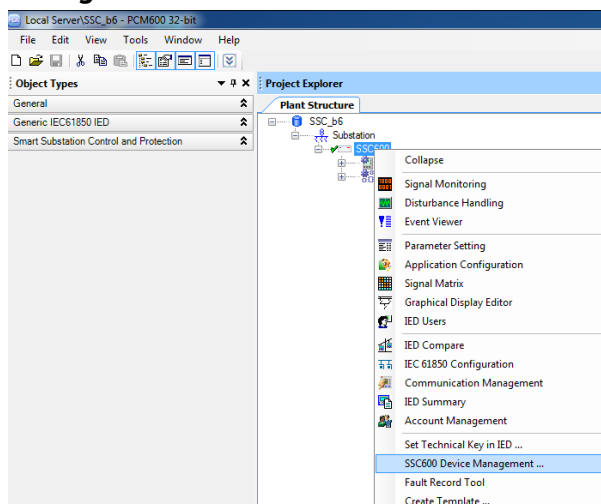 Local Server\SSC_b6 - PCM600 32-bit
File Edit View Tools Window Help
Object Types
Project Explorer
General
Generic IEC61850 IED
Smart Substation Control and Protection
Plant Structure
SSC_b6
Substation
SSC600
Collapse
Signal Monitoring
Disturbance Handling
Event Viewer
Parameter Setting
Application Configuration
Signal Matrix
Graphical Display Editor
IED Users
IED Compare
IEC 61850 Configuration
Communication Management
IED Summary
Account Management
Set Technical Key in IED ...
SSC600 Device Management ...
Fault Record Tool
Create Template ...